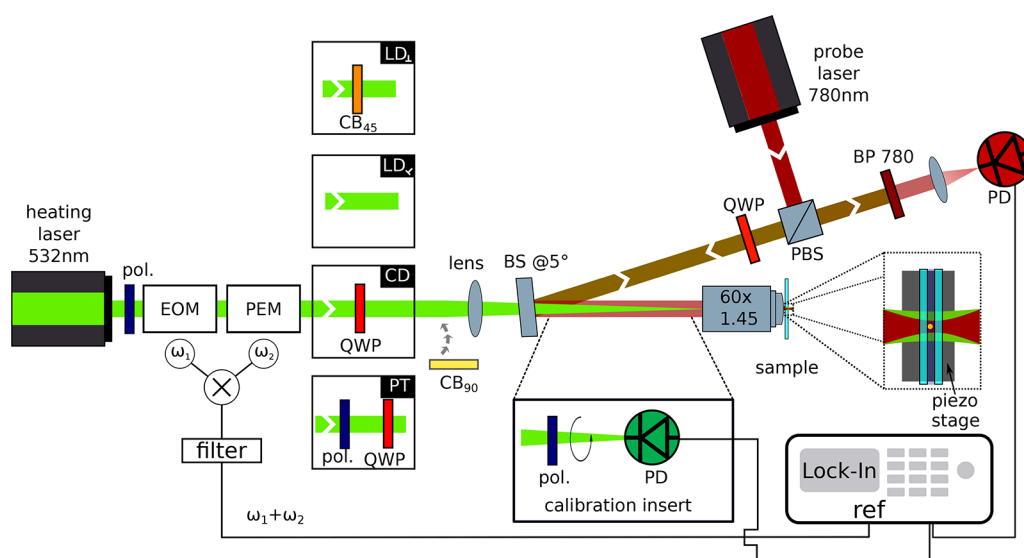 LD⊥
CB45
LD
CD
QWP
PT
pol. QWP
heating
laser
532nm
pol.
EOM
PEM
ω1
ω2
filter
ω1+ω2
lens
CB90
BS @5°
probe
laser
780nm
QWP
PBS
BP 780
PD
60x
1.45
sample
piezo
stage
pol.
PD
calibration insert
Lock-In
ref